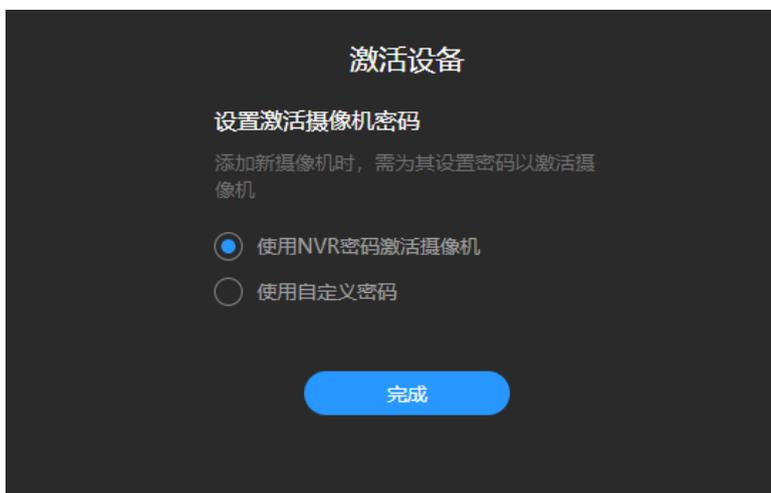 激活设备
设置激活摄像机密码
添加新摄像机时，需为其设置密码以激活摄
像机
使用NVR密码激活摄像机
使用自定义密码
完成